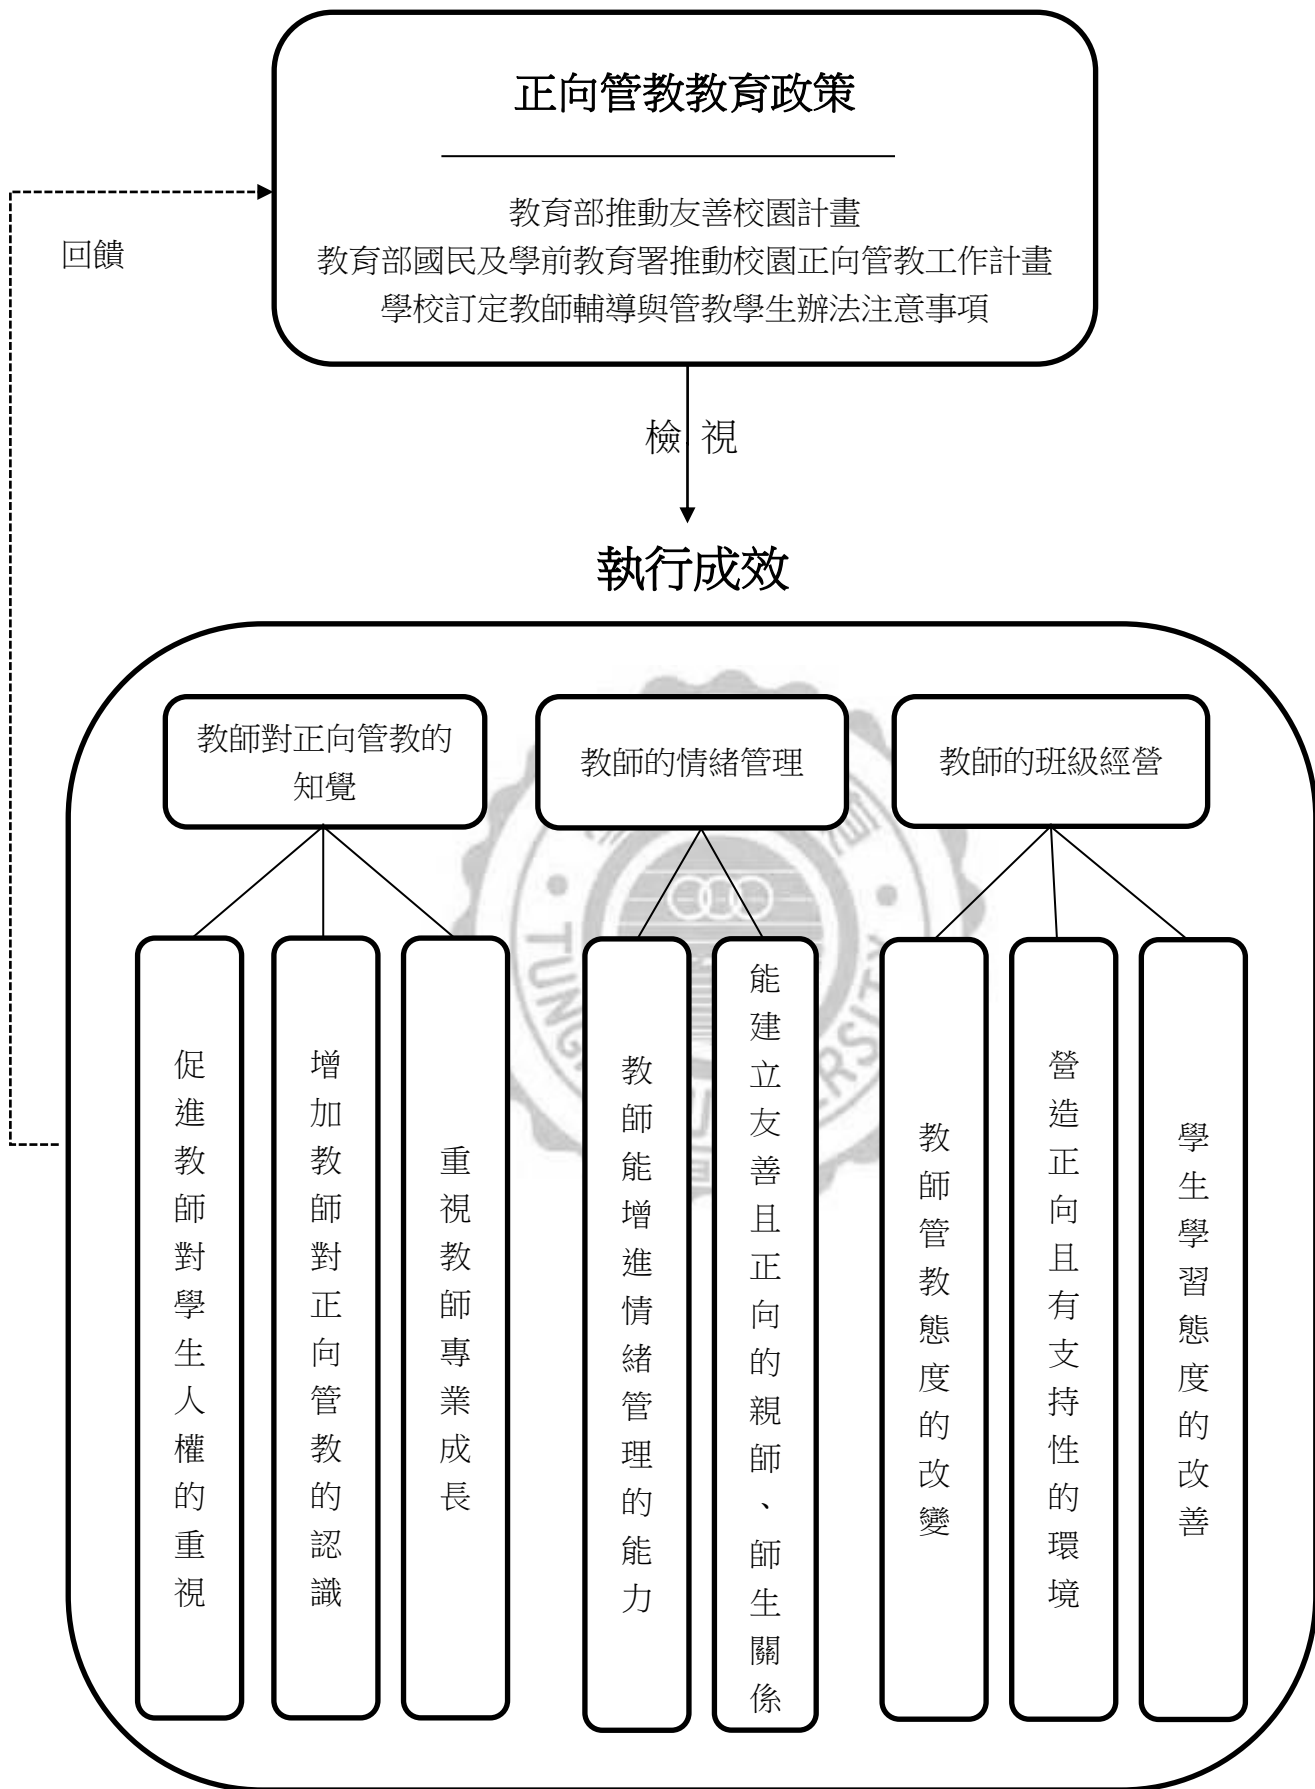 正向管教教育政策
教育部推動友善校園計畫
教育部國民及學前教育署推動校園正向管教工作計畫
學校訂定教師輔導與管教學生辦法注意事項
回饋
檢視
執行成效
教師對正向管教的
知覺
教師的情緒管理
教師的班級經營
促進教師對學生人權的重視
增加教師對正向管教的認識
重視教師專業成長
教師能增進情緒管理的能力
能建立友善且正向的親師、師生關係
教師管教態度的改變
營造正向且有支持性的環境
學生學習態度的改善